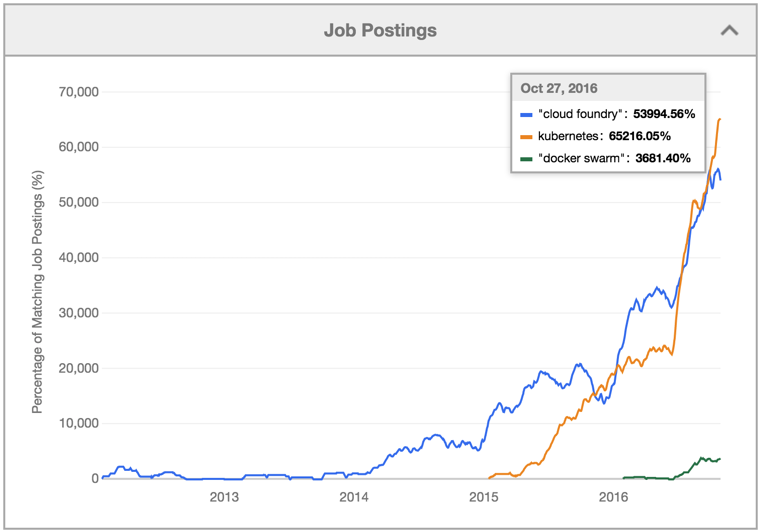 Job Postings
70,000
60,000
50,000
40,000
30,000
20,000
10,000
0
Percentage of Matching Job Postings (%)
Oct 27, 2016
"cloud foundry": 53994.56%
kubernetes: 65216.05%
"docker swarm": 3681.40%
2013
2014
2015
2016